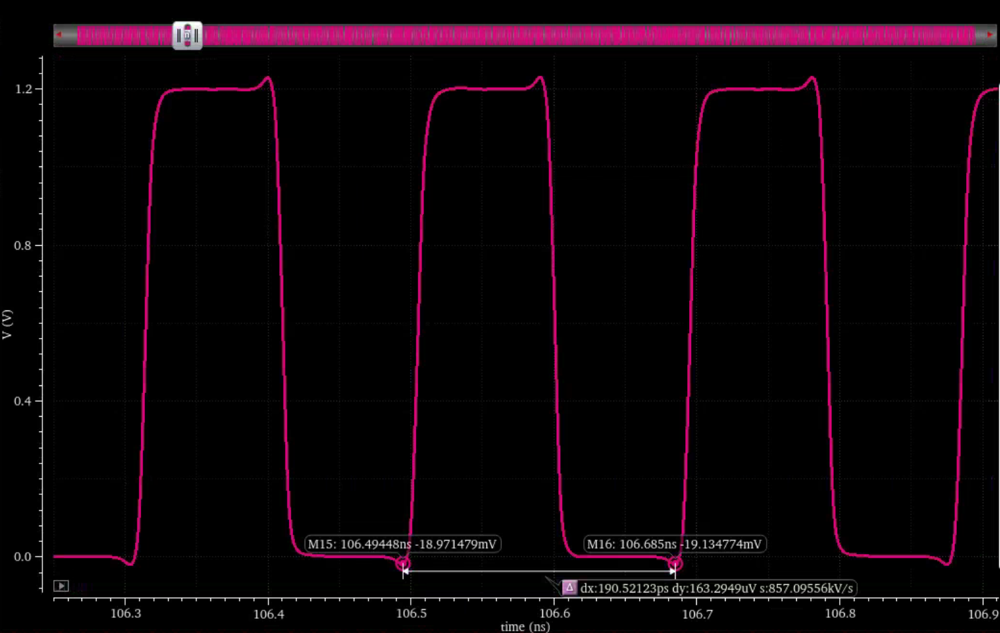 n
1.2
0.8
V (V)
0.4
M15: 106.49448ns -18.971479mV
M16: 106.685ns -19.134774mV
0.0
Δ dx:190.52123ps dy:163.2949uV s:857.09556kV/s
106.3 106.4 106.5 106.6 106.7 106.8 106.9
time (ns)